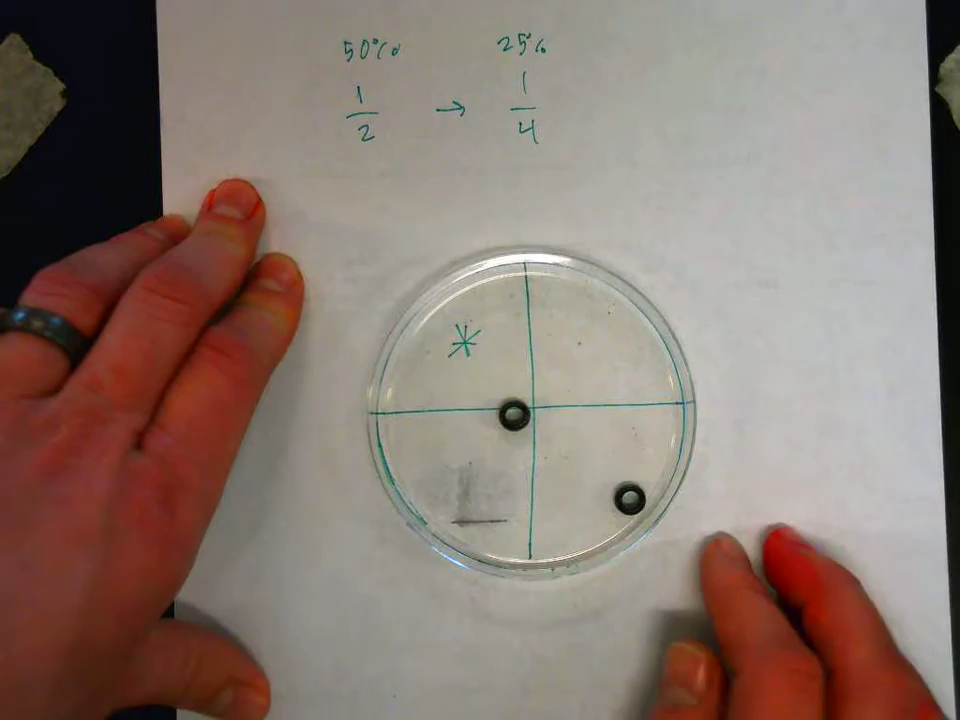 50% 25%
1/2 → 1/4
*